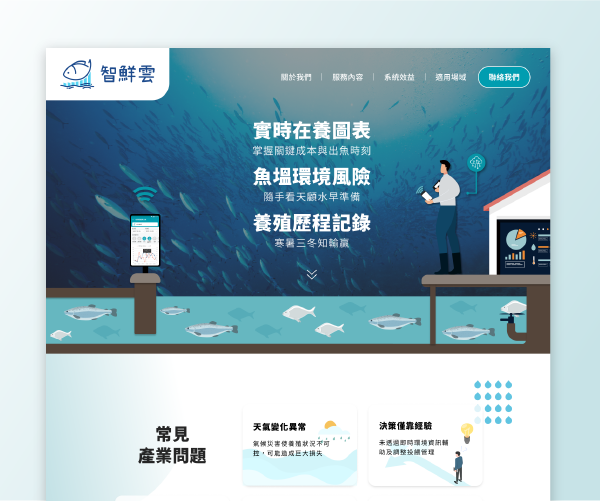 智鮮雲
關於我們
服務內容
系統效益
適用場域
聯絡我們
實時在養圖表
掌握關鍵成本與出魚時刻
魚塭環境風險
隨手看天顧水早準備
養殖歷程記錄
寒暑三冬知輸贏
常見
產業問題
天氣變化異常
氣候災害使養殖狀況不可
控，可能造成巨大損失
決策僅靠經驗
未透過即時環境資訊輔
助及調整投餵管理